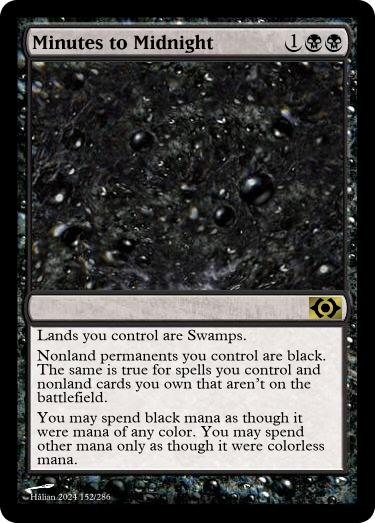 Minutes to Midnight 1
Lands you control are Swamps.
Nonland permanents you control are black.
The same is true for spells you control and
nonland cards you own that aren't on the
battlefield.
You may spend black mana as though it
were mana of any color. You may spend
other mana only as though it were colorless
mana.
Hálian 2024 152/286